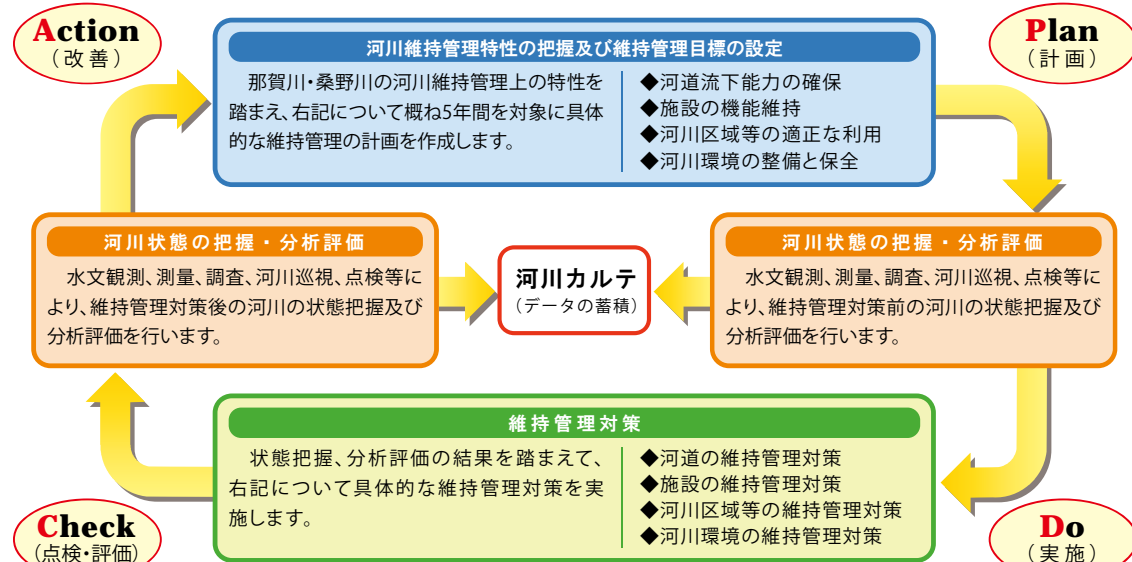 Action
(改善)
Plan
(計画)
河川維持管理特性の把握及び維持管理目標の設定
那賀川・桑野川の河川維持管理上の特性を
踏まえ、右記について概ね5年間を対象に具体
的な維持管理の計画を作成します。
◆河道流下能力の確保
◆施設の機能維持
◆河川区域等の適正な利用
◆河川環境の整備と保全
河川状態の把握・分析評価
水文観測、測量、調査、河川巡視、点検等に
より、維持管理対策後の河川の状態把握及び
分析評価を行います。
河川カルテ
(データの蓄積)
河川状態の把握・分析評価
水文観測、測量、調査、河川巡視、点検等に
より、維持管理対策前の河川の状態把握及び
分析評価を行います。
維持管理対策
状態把握、分析評価の結果を踏まえて、
右記について具体的な維持管理対策を実
施します。
◆河道の維持管理対策
◆施設の維持管理対策
◆河川区域等の維持管理対策
◆河川環境の維持管理対策
Check
(点検・評価)
Do
(実施)